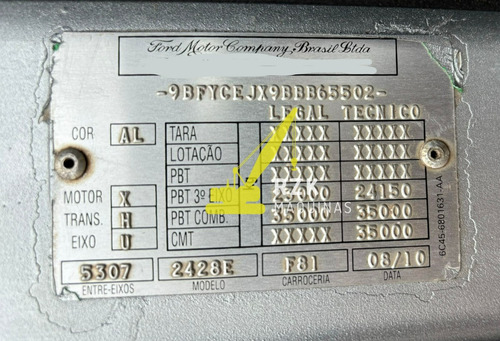 Ford Motor Company, Brasil Ltda
-9BFYCEJX9BBB65502-
LEGAL TECNICO
COR AL TARA XXXXX XXXXX
LOTAÇÃO XXXXX XXXXX
PBT XXXXX XXXXX
MOTOR X PBT 3º EIXO 24150
TRANS. H PBT COMB. 35000 35000
EIXO U CMT XXXXX 35000
5307 2428E F81 08/10
ENTRE-EIXOS MODELO CARROCERIA DATA
6C45-6801631-AA
RZK
MÁQUINAS